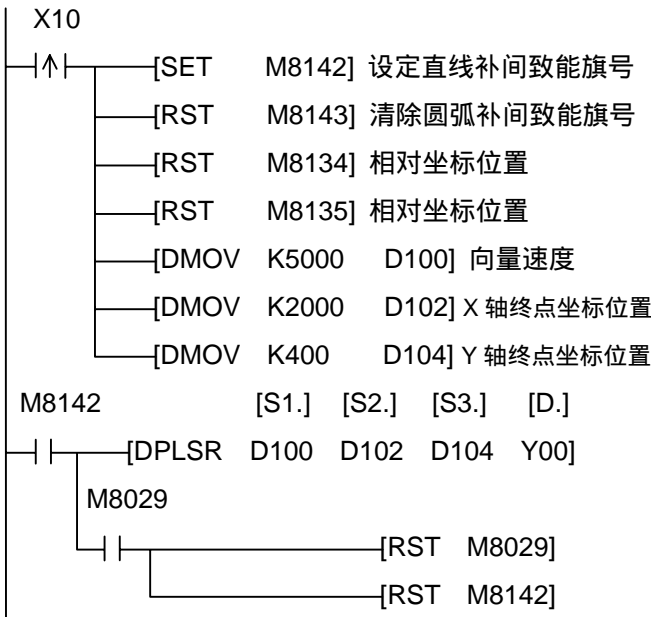 X10
[SET M8142] 设定直线补间致能旗号
[RST M8143] 清除圆弧补间致能旗号
[RST M8134] 相对坐标位置
[RST M8135] 相对坐标位置
[DMOV K5000 D100] 向量速度
[DMOV K2000 D102] X 轴终点坐标位置
[DMOV K400 D104] Y 轴终点坐标位置
M8142 [S1.] [S2.] [S3.] [D.]
[DPLSR D100 D102 D104 Y00]
M8029
[RST M8029]
[RST M8142]